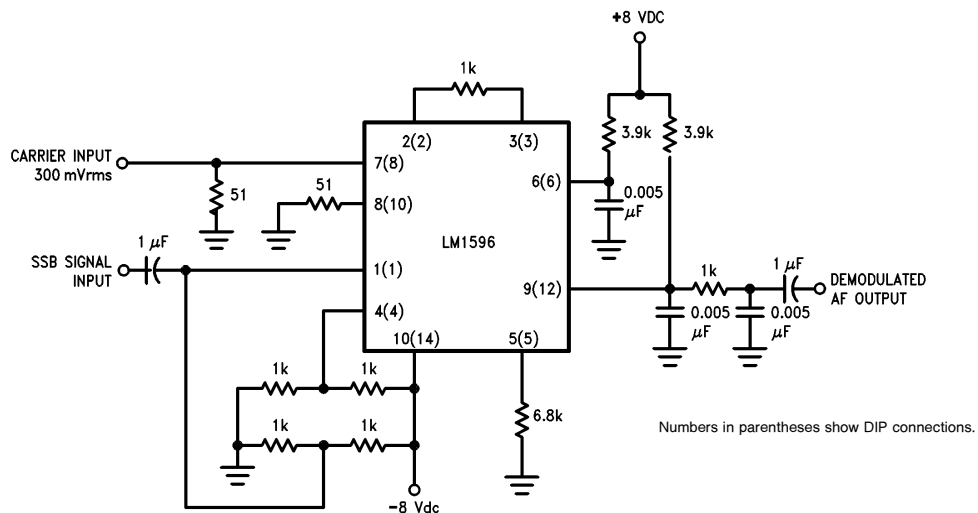 +8 VDC
1k
3.9k
3.9k
2(2)
3(3)
CARRIER INPUT
300 mVrms
7(8)
6(6)
51
51
0.005
μF
8(10)
LM1596
1 μF
SSB SIGNAL
INPUT
1(1)
9(12)
1k
1 μF
DEMODULATED
AF OUTPUT
4(4)
0.005
μF
0.005
μF
10(14)
5(5)
1k
1k
6.8k
1k
1k
Numbers in parentheses show DIP connections.
−8 Vdc